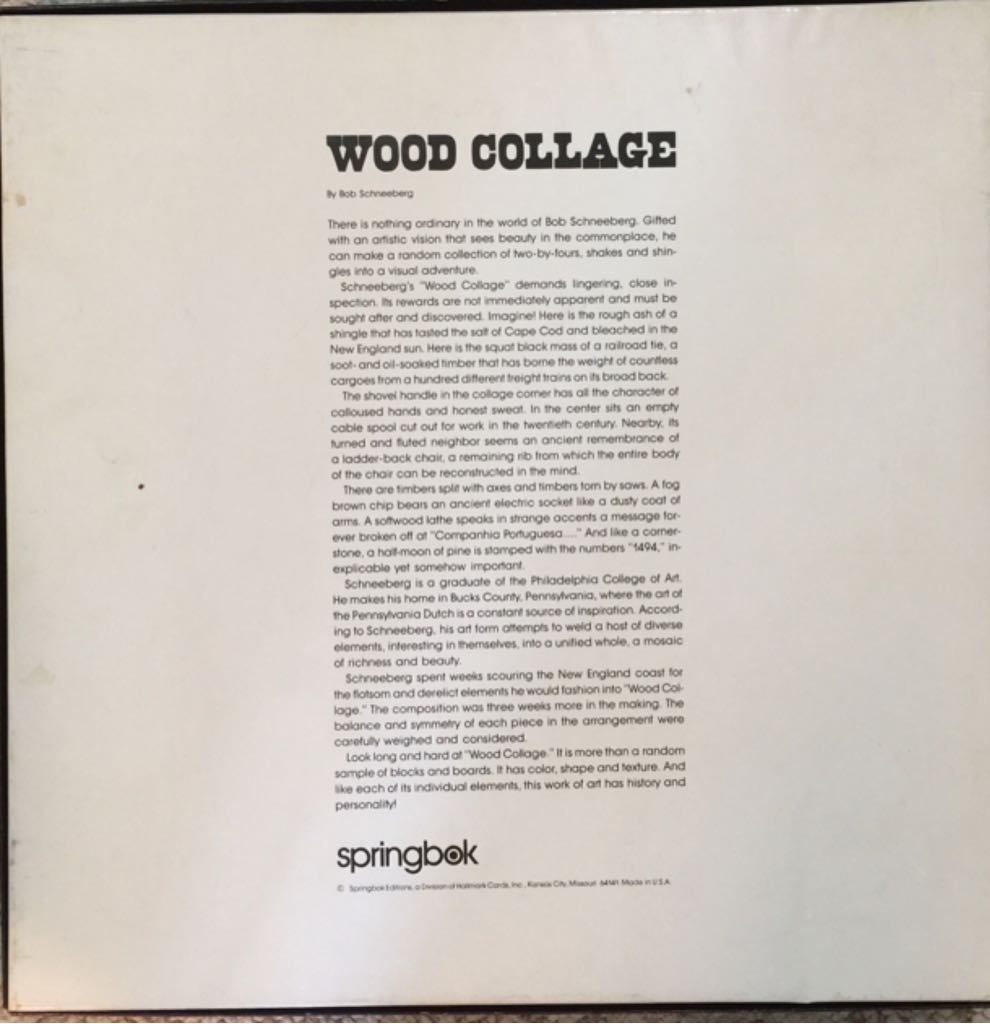 WOOD COLLAGE
By Bob Schneeberg
There is nothing ordinary in the world of Bob Schneeberg. Gifted
with an artistic vision that sees beauty in the commonplace, he
can make a random collection of two-by-fours, shakes and shin-
gles into a visual adventure.
Schneeberg's "Wood Collage" demands lingering, close in-
spection. Its rewards are not immediately apparent and must be
sought after and discovered. Imagine! Here is the rough ash of a
shingle that has tasted the salt of Cape Cod and bleached in the
New England sun. Here is the squat black mass of a railroad tie, a
soot- and oil-soaked timber that has borne the weight of countless
cargoes from a hundred different freight trains on its broad back.
The shovel handle in the collage corner has all the character of
calloused hands and honest sweat. In the center sits an empty
cable spool cut out for work in the twentieth century. Nearby, its
turned and fluted neighbor seems an ancient remembrance of
a ladder-back chair, a remaining rib from which the entire body
of the chair can be reconstructed in the mind.
There are timbers split with axes and timbers torn by saws. A fog
brown chip bears an ancient electric socket like a dusty coat of
arms. A softwood lathe speaks in strange accents a message for-
ever broken off at "Companhia Portuguesa...." And like a corner-
stone, a half-moon of pine is stamped with the numbers "1494," in-
explicable yet somehow important.
Schneeberg is a graduate of the Philadelphia College of Art.
He makes his home in Bucks County, Pennsylvania, where the art of
the Pennsylvania Dutch is a constant source of inspiration. Accord-
ing to Schneeberg, his art form attempts to weld a host of diverse
elements, interesting in themselves, into a unified whole, a mosaic
of richness and beauty.
Schneeberg spent weeks scouring the New England coast for
the flotsom and derelict elements he would fashion into "Wood Col-
lage." The composition was three weeks more in the making. The
balance and symmetry of each piece in the arrangement were
carefully weighed and considered.
Look long and hard at "Wood Collage." It is more than a random
sample of blocks and boards. It has color, shape and texture. And
like each of its individual elements, this work of art has history and
personality!
springbok
© Springbok Editions, a Division of Hallmark Cards, Inc., Kansas City, Missouri 64141 Made in U.S.A.